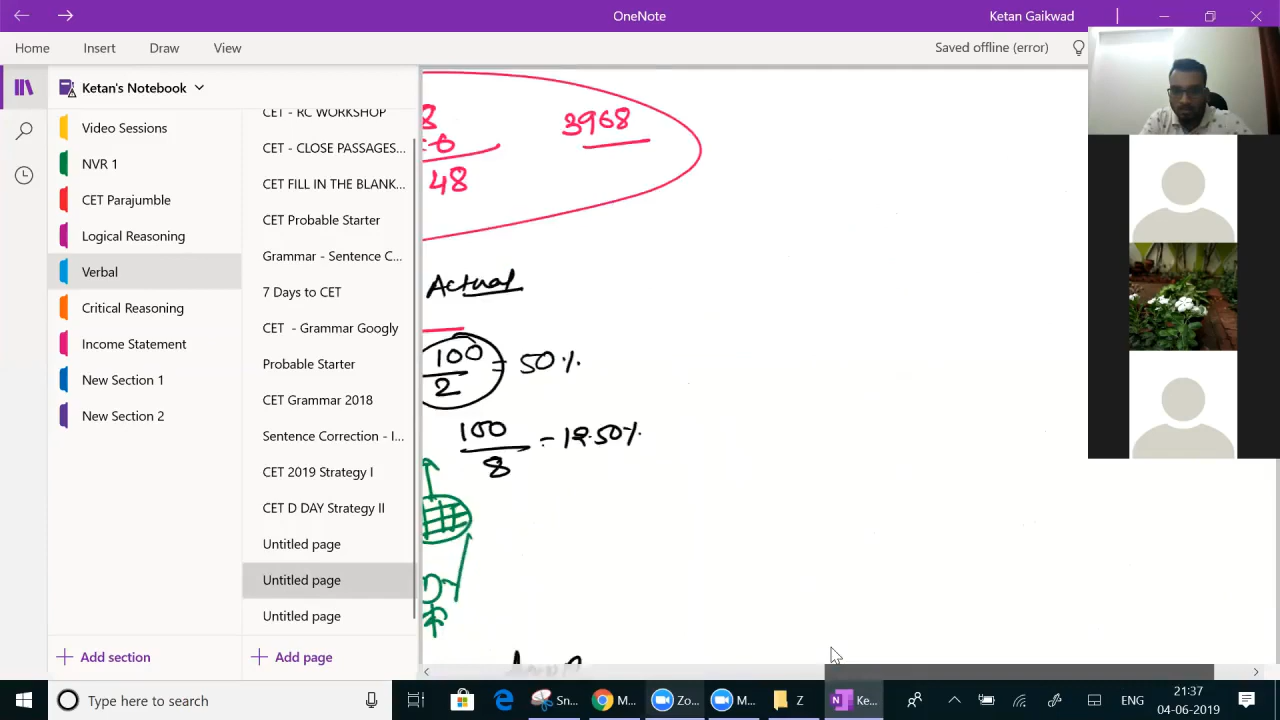 OneNote
Ketan Gaikwad
Home Insert Draw View
Saved offline (error)
Ketan's Notebook
Video Sessions
NVR 1
CET Parajumble
Logical Reasoning
Verbal
Critical Reasoning
Income Statement
New Section 1
New Section 2
Add section
CET - RC WORKSHOP
CET - CLOSE PASSAGES...
CET FILL IN THE BLANK...
CET Probable Starter
Grammar - Sentence C...
7 Days to CET
CET - Grammar Googly
Probable Starter
CET Grammar 2018
Sentence Correction - I...
CET 2019 Strategy I
CET D DAY Strategy II
Untitled page
Untitled page
Untitled page
Add page
8
3968
48
Actual
100/2 = 50%
100/8 = 12.50%
Type here to search
Sn...
M...
Zo...
M...
Z
Ke...
ENG
21:37
04-06-2019